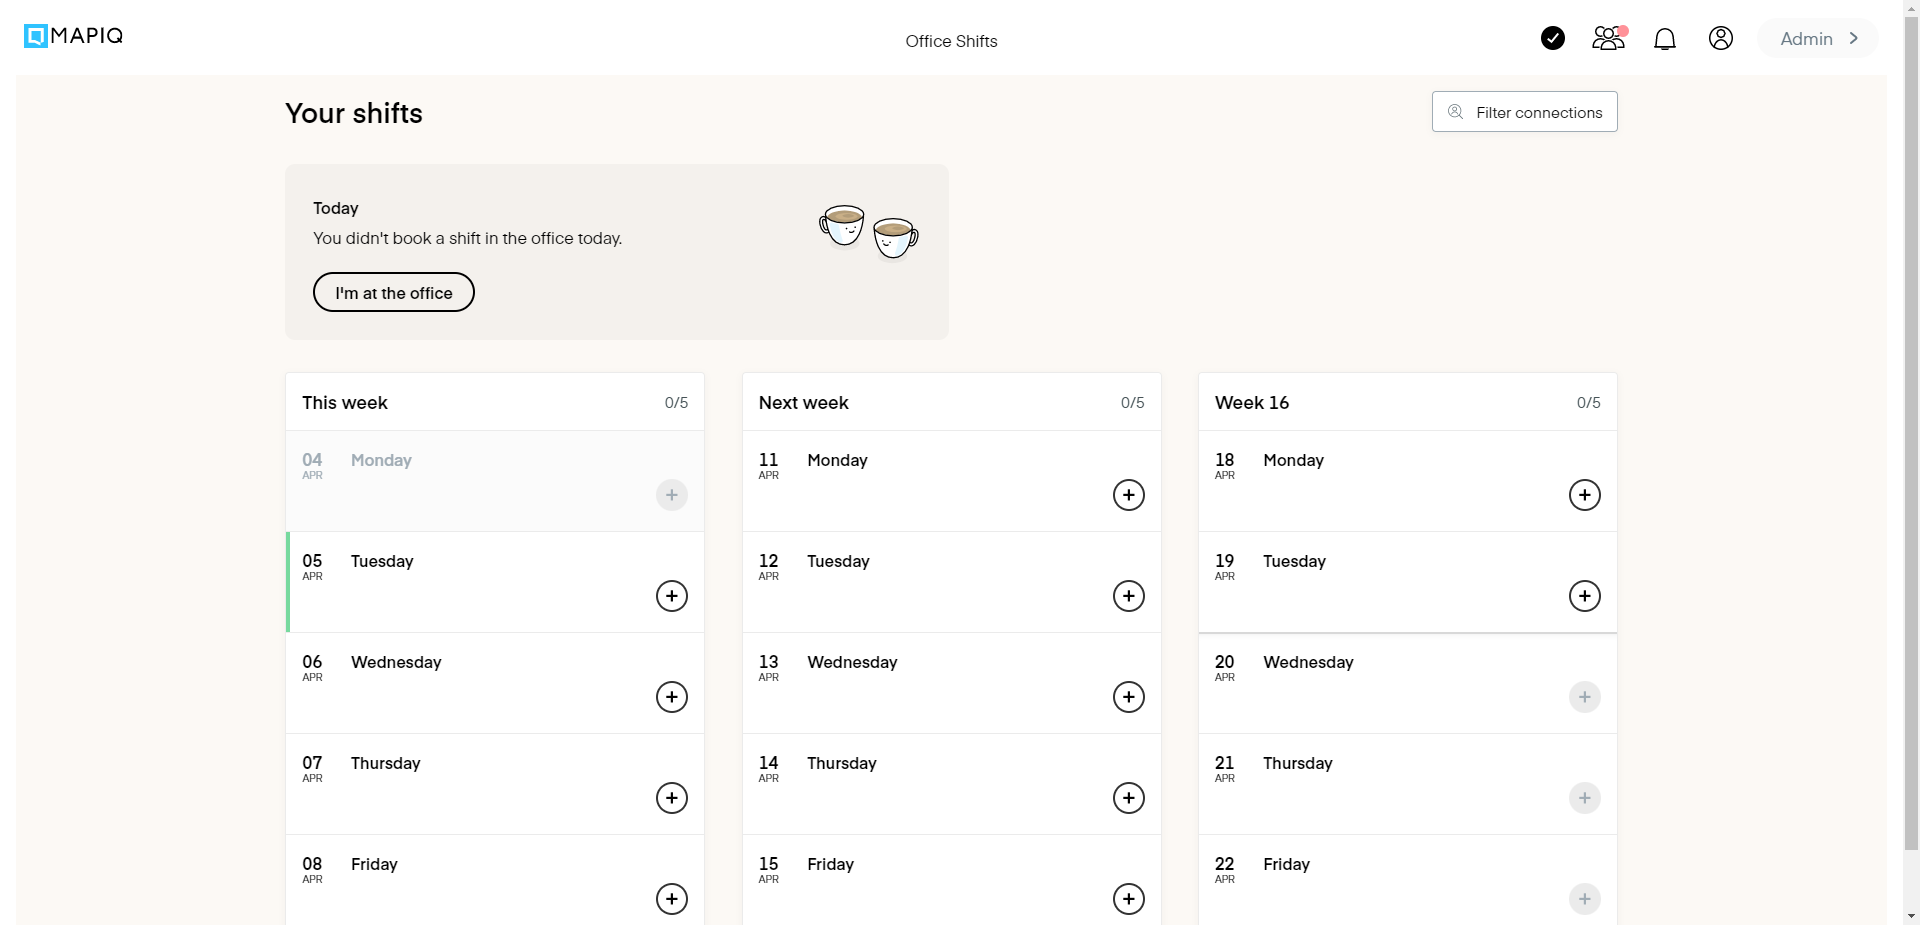 MAPIQ
Office Shifts
Admin
Your shifts
Filter connections
Today
You didn't book a shift in the office today.
I'm at the office
This week 0/5
04 Monday
APR
05 Tuesday
APR
06 Wednesday
APR
07 Thursday
APR
08 Friday
APR
Next week 0/5
11 Monday
APR
12 Tuesday
APR
13 Wednesday
APR
14 Thursday
APR
15 Friday
APR
Week 16 0/5
18 Monday
APR
19 Tuesday
APR
20 Wednesday
APR
21 Thursday
APR
22 Friday
APR